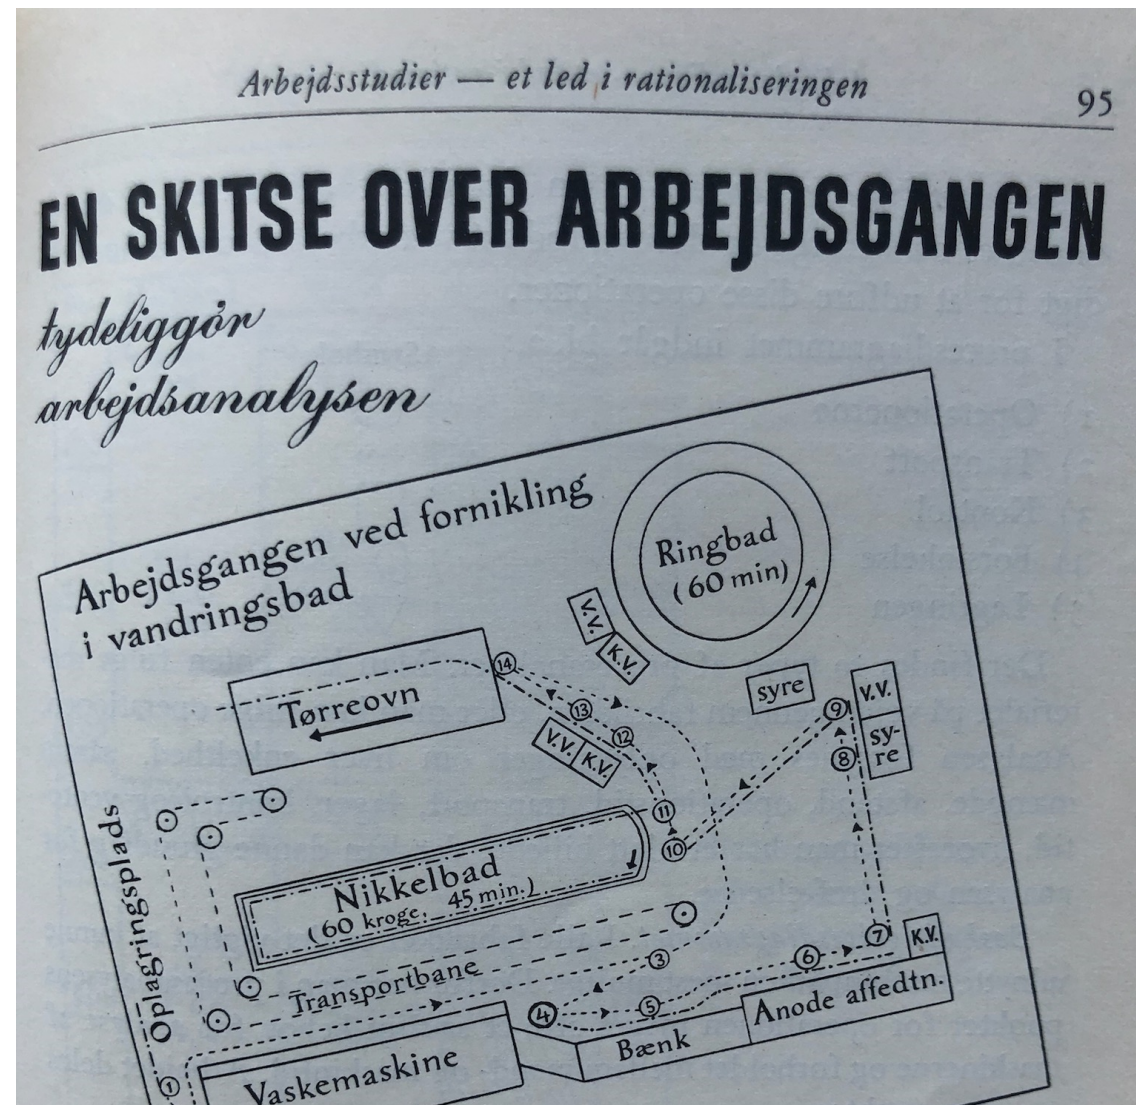 Arbejdsstudier — et led i rationaliseringen
95
EN SKITSE OVER ARBEJDSGANGEN
tydeliggør
arbejdsanalysen
Arbejdsgangen ved fornikling
i vandringsbad
Ringbad
(60 min)
V.V.
K.V.
syre
V.V.
sy-
re
Tørreovn
14
13
12
V.V.
K.V.
9
8
11
10
Oplagringsplads
Nikkelbad
(60 kroge, 45 min.)
Transportbane
3
4
5
6
7
K.V.
Anode affedtn.
Bænk
Vaskemaskine
1